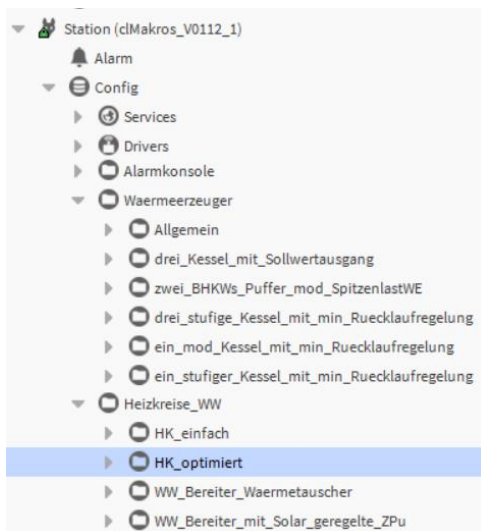 Station (clMakros_V0112_1)
Alarm
Config
Services
Drivers
Alarmkonsole
Waermeerzeuger
Allgemein
drei_Kessel_mit_Sollwertausgang
zwei_BHKWs_Puffer_mod_SpitzenlastWE
drei_stufige_Kessel_mit_min_Ruecklaufregelung
ein_mod_Kessel_mit_min_Ruecklaufregelung
ein_stufiger_Kessel_mit_min_Ruecklaufregelung
Heizkreise_WW
HK_einfach
HK_optimiert
WW_Bereiter_Waermetauscher
WW_Bereiter_mit_Solar_geregelte_ZPu